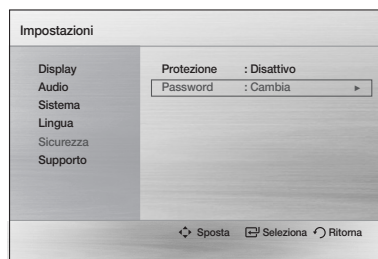 Impostazioni
Display
Audio
Sistema
Lingua
Sicurezza
Supporto
Protezione : Disattivo
Password : Cambia
Sposta Seleziona Ritorna